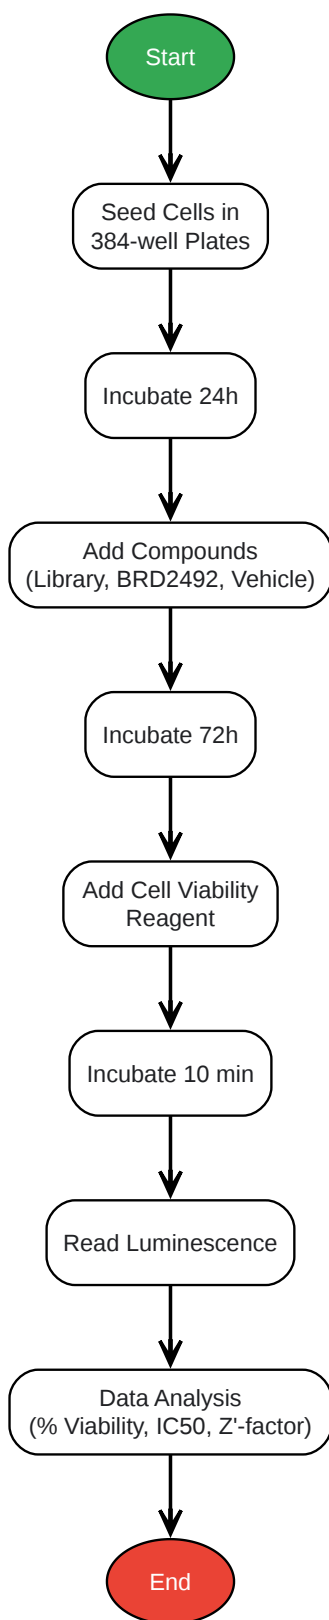 Start
Seed Cells in
384-well Plates
Incubate 24h
Add Compounds
(Library, BRD2492, Vehicle)
Incubate 72h
Add Cell Viability
Reagent
Incubate 10 min
Read Luminescence
Data Analysis
(% Viability, IC50, Z'-factor)
End